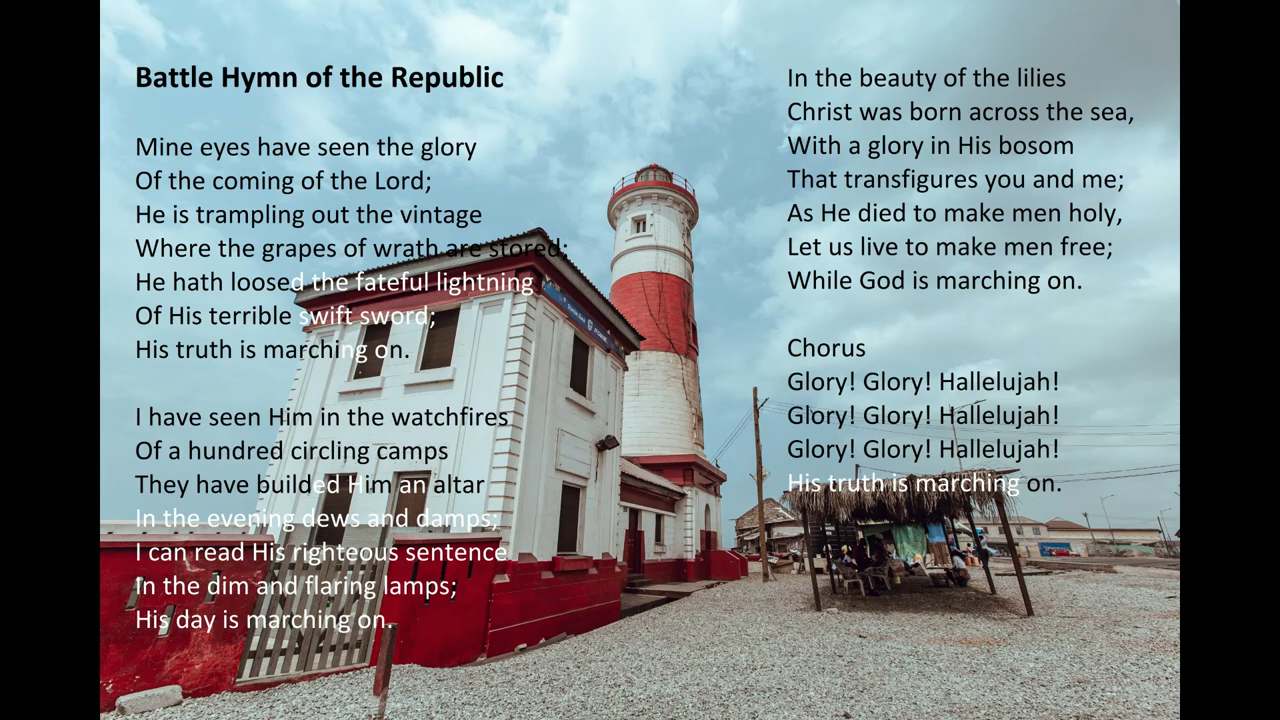 Battle Hymn of the Republic
Mine eyes have seen the glory
Of the coming of the Lord;
He is trampling out the vintage
Where the grapes of wrath are stored;
He hath loosed the fateful lightning
Of His terrible swift sword;
His truth is marching on.
I have seen Him in the watchfires
Of a hundred circling camps
They have builded Him an altar
In the evening dews and damps;
I can read His righteous sentence
In the dim and flaring lamps;
His day is marching on.
In the beauty of the lilies
Christ was born across the sea,
With a glory in His bosom
That transfigures you and me;
As He died to make men holy,
Let us live to make men free;
While God is marching on.
Chorus
Glory! Glory! Hallelujah!
Glory! Glory! Hallelujah!
Glory! Glory! Hallelujah!
His truth is marching on.